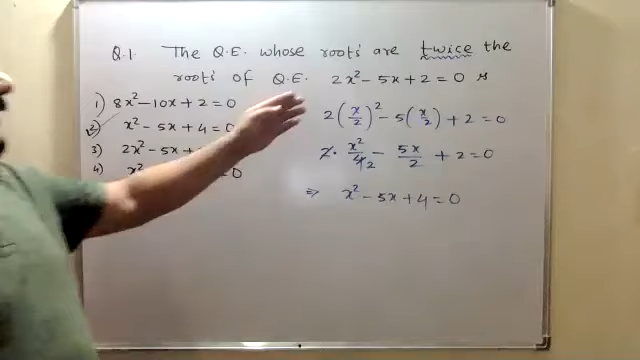 Q.1. The Q.E. whose roots are twice the
roots of Q.E. 2x² - 5x + 2 = 0 is
1) 8x² - 10x + 2 = 0
2) x² - 5x + 4 = 0
3) 2x² - 5x +
4) x² = 0
2(x/2)² - 5(x/2) + 2 = 0
2 · x²/4 2 - 5x/2 + 2 = 0
⇒ x² - 5x + 4 = 0